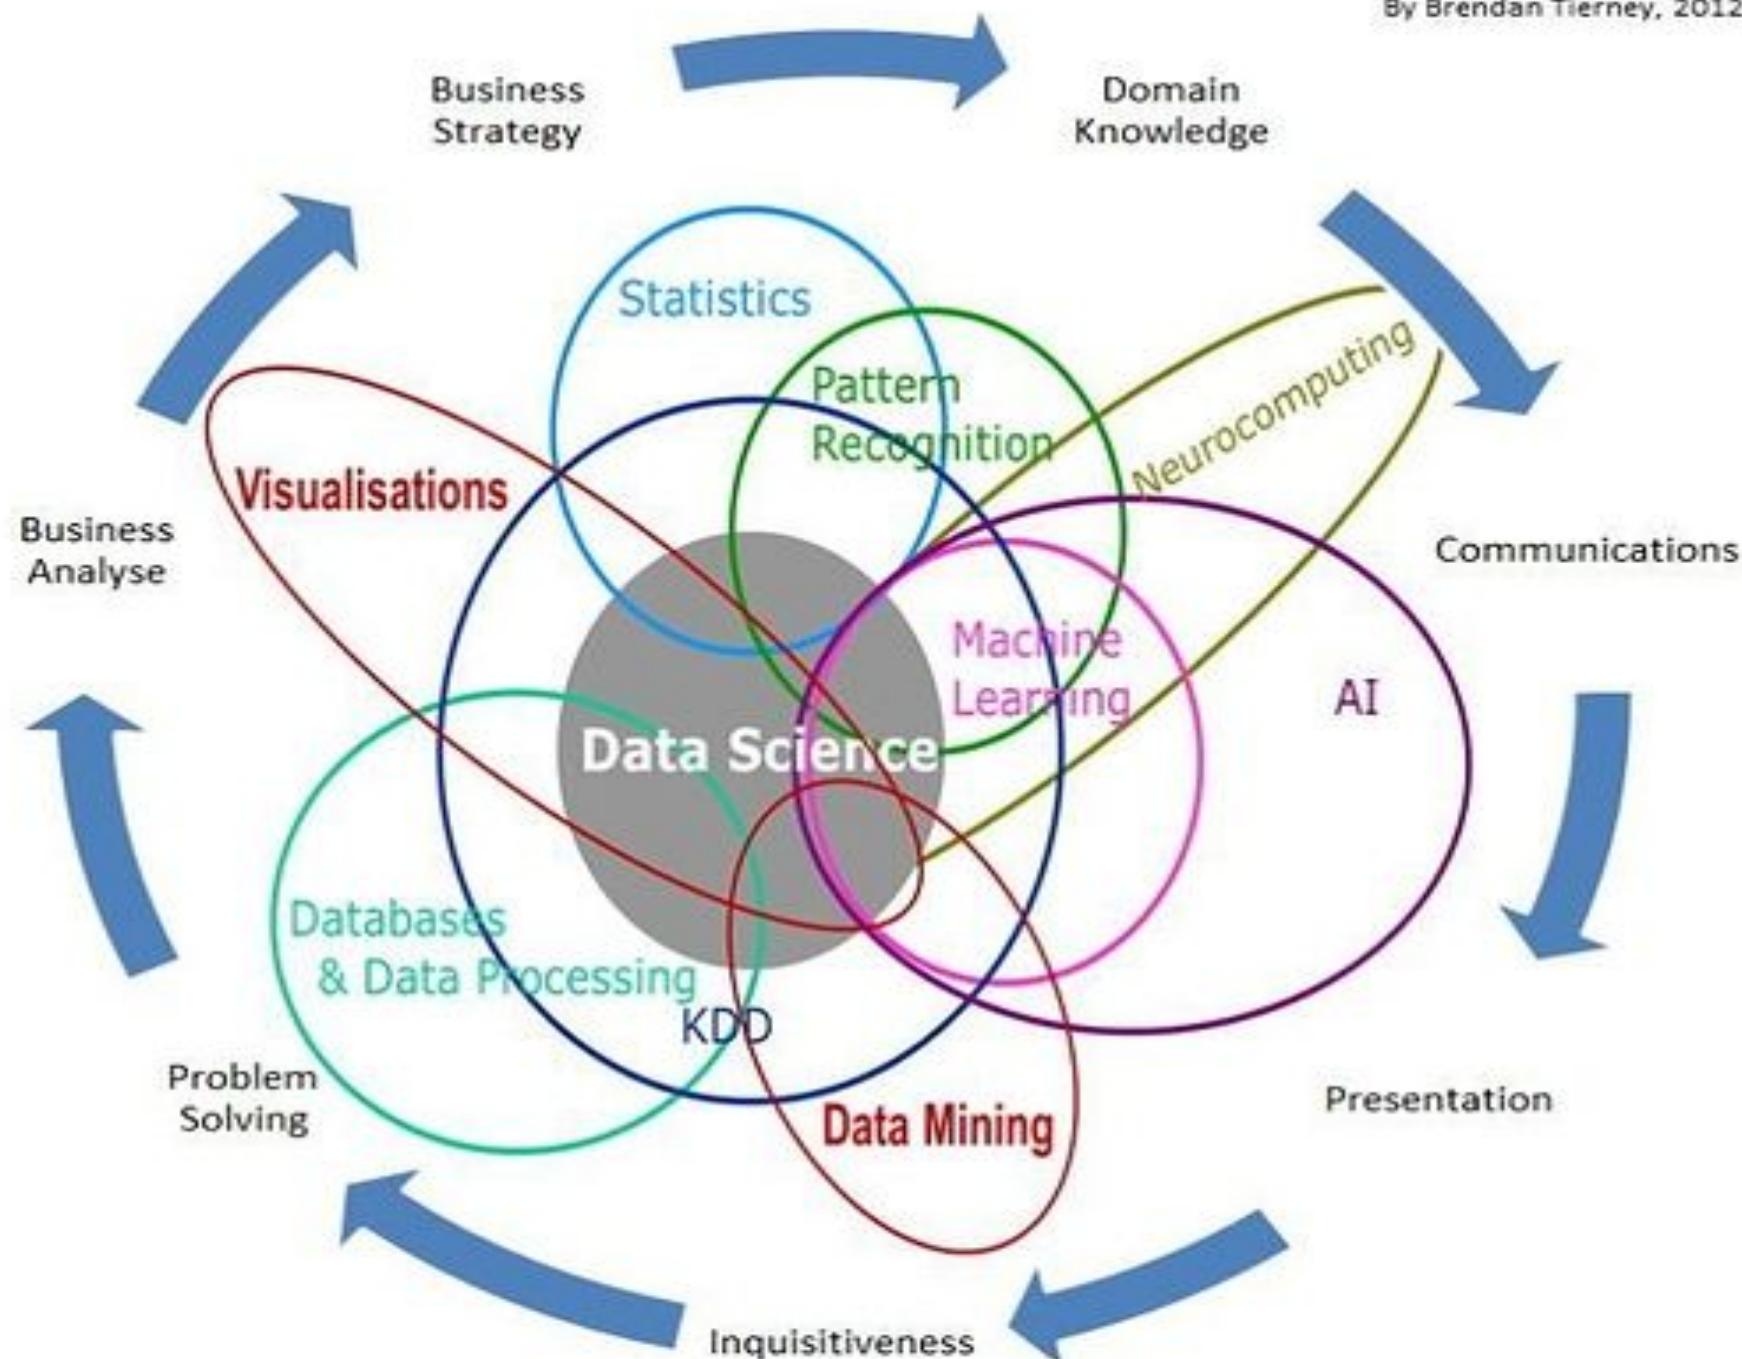 By Brendan Tierney, 2012
Business
Strategy
Domain
Knowledge
Statistics
Pattern
Recognition
Neurocomputing
Visualisations
Business
Analyse
Communications
Machine
Learning
AI
Data Science
Databases
& Data Processing
KDD
Problem
Solving
Data Mining
Presentation
Inquisitiveness